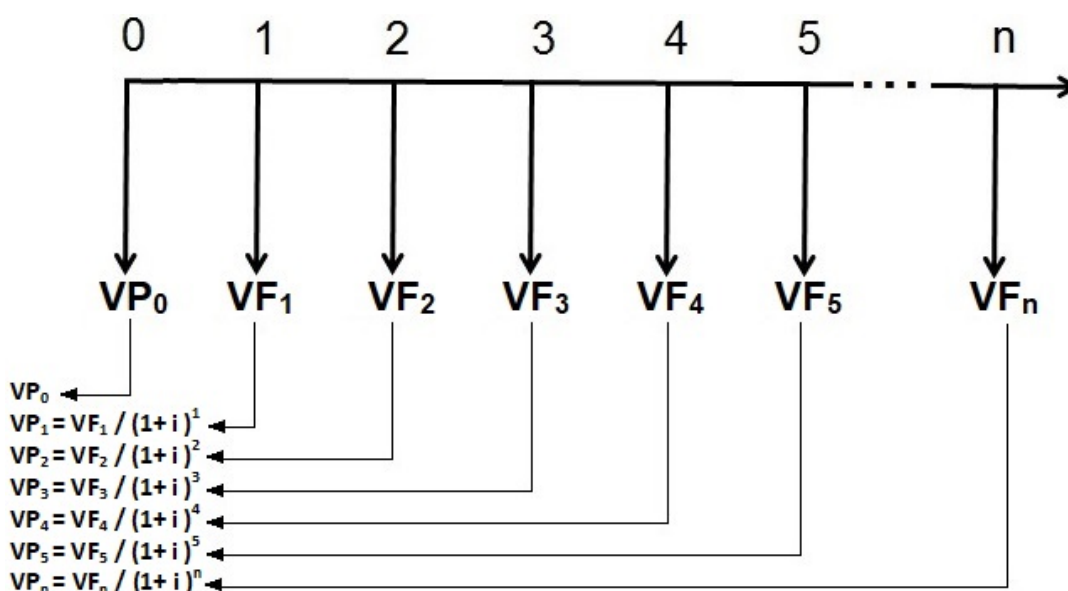 0 1 2 3 4 5 n
...
VP₀ VF₁ VF₂ VF₃ VF₄ VF₅ VFₙ
VP₀
VP₁ = VF₁ / (1+ i )¹
VP₂ = VF₂ / (1+ i )²
VP₃ = VF₃ / (1+ i )³
VP₄ = VF₄ / (1+ i )⁴
VP₅ = VF₅ / (1+ i )⁵
VPₙ = VFₙ / (1+ i )ⁿ